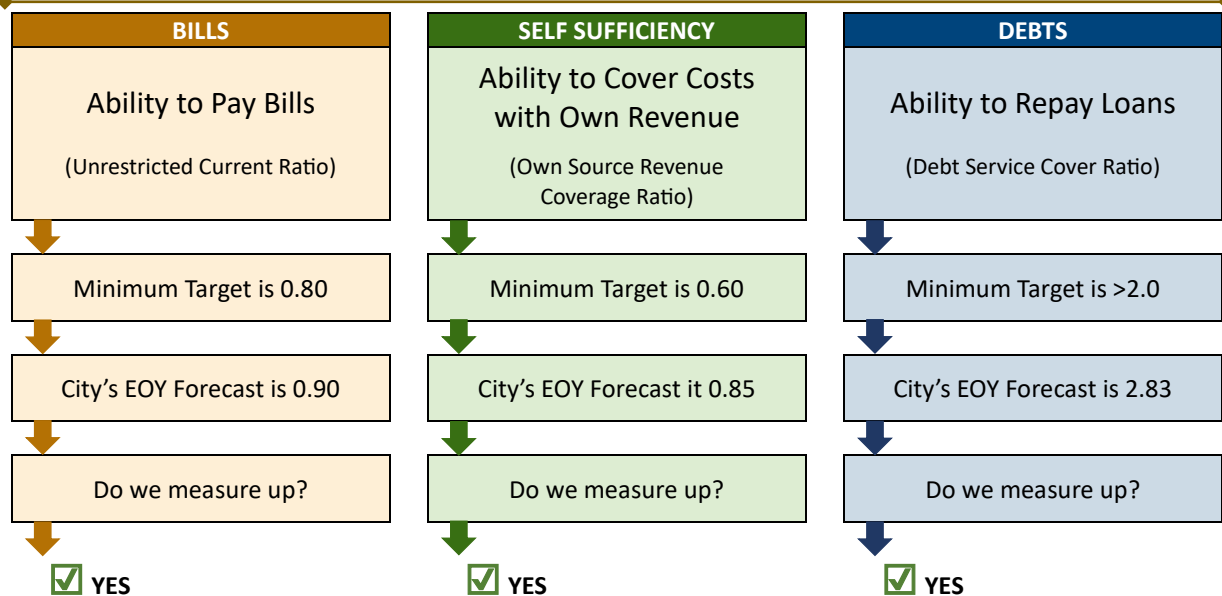 BILLS
Ability to Pay Bills
(Unrestricted Current Ratio)
Minimum Target is 0.80
City's EOY Forecast is 0.90
Do we measure up?
YES
SELF SUFFICIENCY
Ability to Cover Costs
with Own Revenue
(Own Source Revenue
Coverage Ratio)
Minimum Target is 0.60
City's EOY Forecast it 0.85
Do we measure up?
YES
DEBTS
Ability to Repay Loans
(Debt Service Cover Ratio)
Minimum Target is >2.0
City's EOY Forecast is 2.83
Do we measure up?
YES